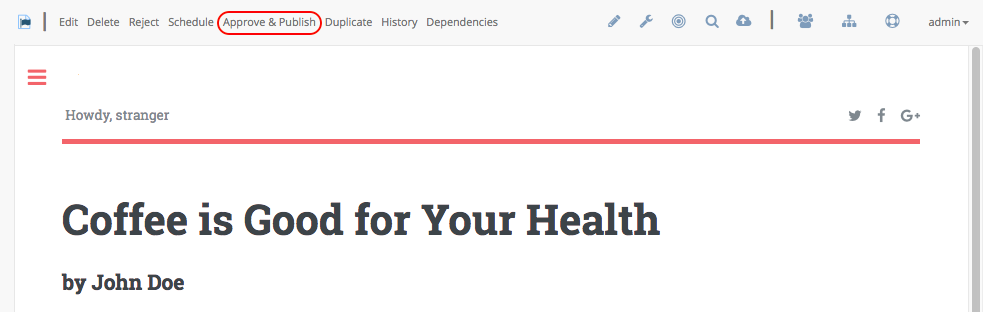 Edit Delete Reject Schedule Approve & Publish Duplicate History Dependencies admin
Howdy, stranger
Coffee is Good for Your Health
by John Doe